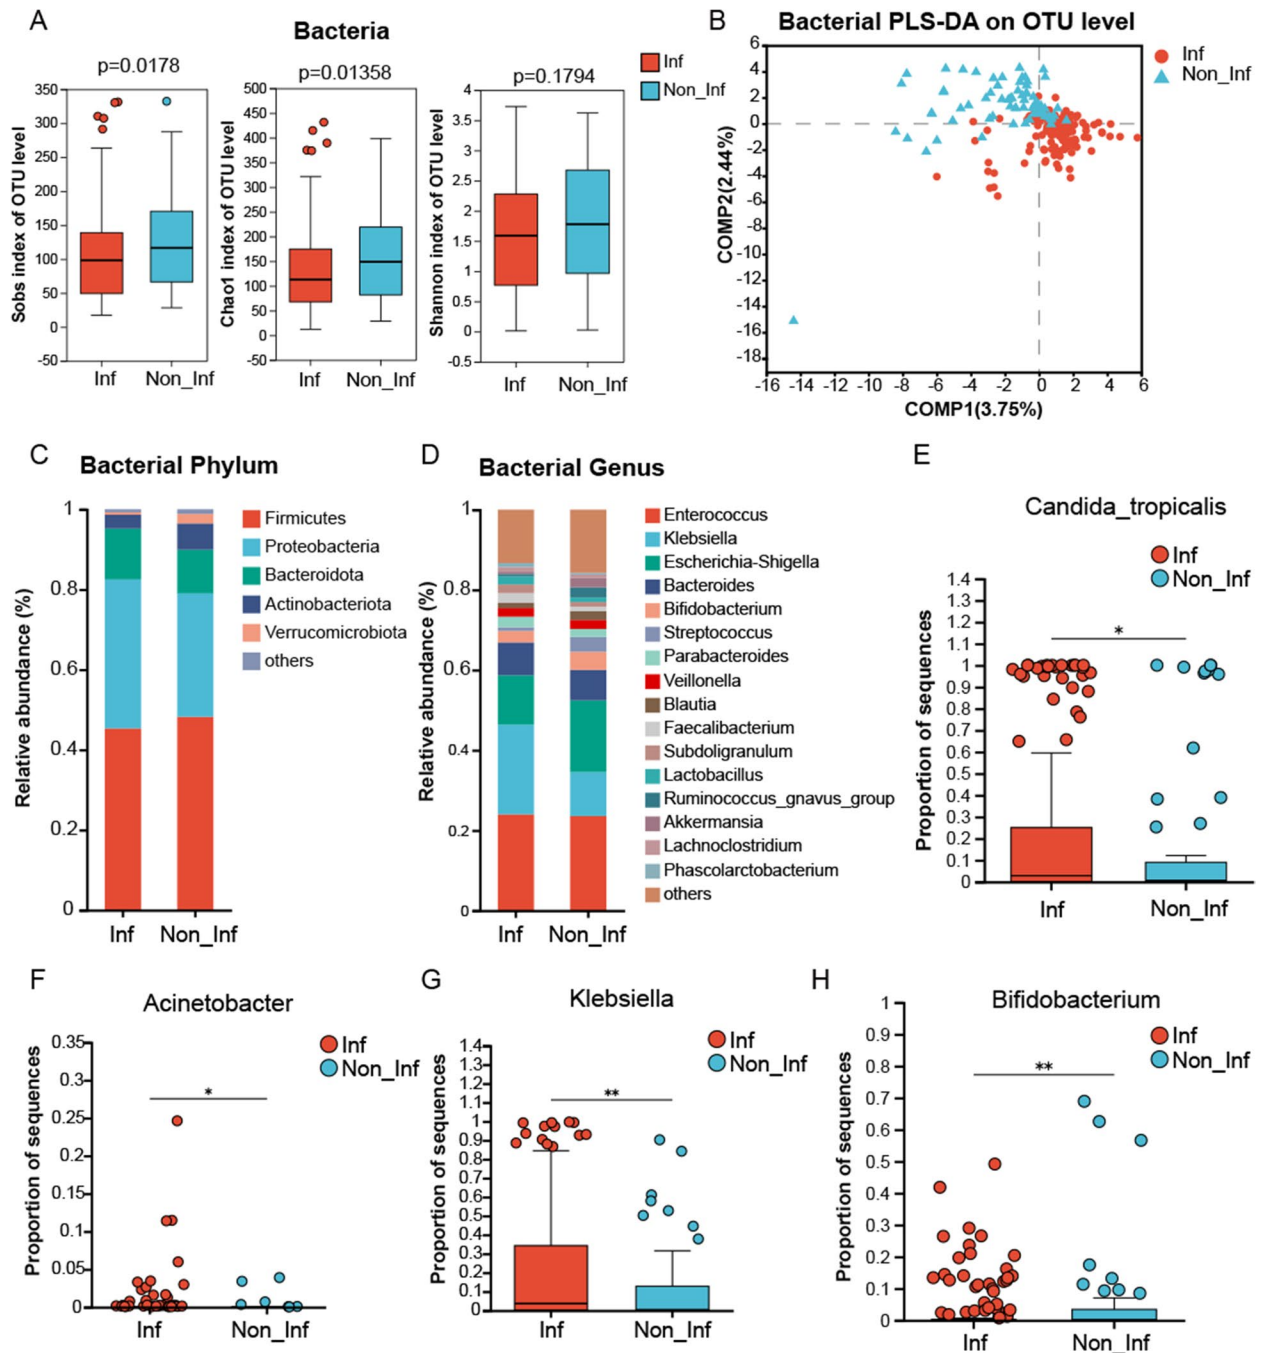 A
Bacteria
p=0.0178
p=0.01358
p=0.1794
Inf
Non_Inf
Sobs index of OTU level
350
300
250
200
150
100
50
0
-50
Inf
Non_Inf
Chao1 index of OTU level
500
450
400
350
300
250
200
150
100
50
0
-50
Inf
Non_Inf
Shannon index of OTU level
4
3.5
3
2.5
2
1.5
1
0.5
0
-0.5
Inf
Non_Inf
B
Bacterial PLS-DA on OTU level
Inf
Non_Inf
COMP2(2.44%)
6
4
2
0
-2
-4
-6
-8
-10
-12
-14
-16
-18
-16
-14
-12
-10
-8
-6
-4
-2
0
2
4
6
COMP1(3.75%)
C
Bacterial Phylum
Relative abundance (%)
1
0.8
0.6
0.4
0.2
0
Inf
Non_Inf
Firmicutes
Proteobacteria
Bacteroidota
Actinobacteriota
Verrucomicrobiota
others
D
Bacterial Genus
Relative abundance (%)
1
0.8
0.6
0.4
0.2
0
Inf
Non_Inf
Enterococcus
Klebsiella
Escherichia-Shigella
Bacteroides
Bifidobacterium
Streptococcus
Parabacteroides
Veillonella
Blautia
Faecalibacterium
Subdoligranulum
Lactobacillus
Ruminococcus_gnavus_group
Akkermansia
Lachnoclostridium
Phascolarctobacterium
others
E
Candida_tropicalis
Inf
Non_Inf
Proportion of sequences
1.4
1.3
1.2
1.1
1
0.9
0.8
0.7
0.6
0.5
0.4
0.3
0.2
0.1
0
*
Inf
Non_Inf
F
Acinetobacter
Inf
Non_Inf
Proportion of sequences
0.35
0.3
0.25
0.2
0.15
0.1
0.05
0
*
Inf
Non_Inf
G
Klebsiella
Inf
Non_Inf
Proportion of sequences
1.4
1.3
1.2
1.1
1
0.9
0.8
0.7
0.6
0.5
0.4
0.3
0.2
0.1
0
**
Inf
Non_Inf
H
Bifidobacterium
Inf
Non_Inf
Proportion of sequences
1
0.9
0.8
0.7
0.6
0.5
0.4
0.3
0.2
0.1
0
**
Inf
Non_Inf